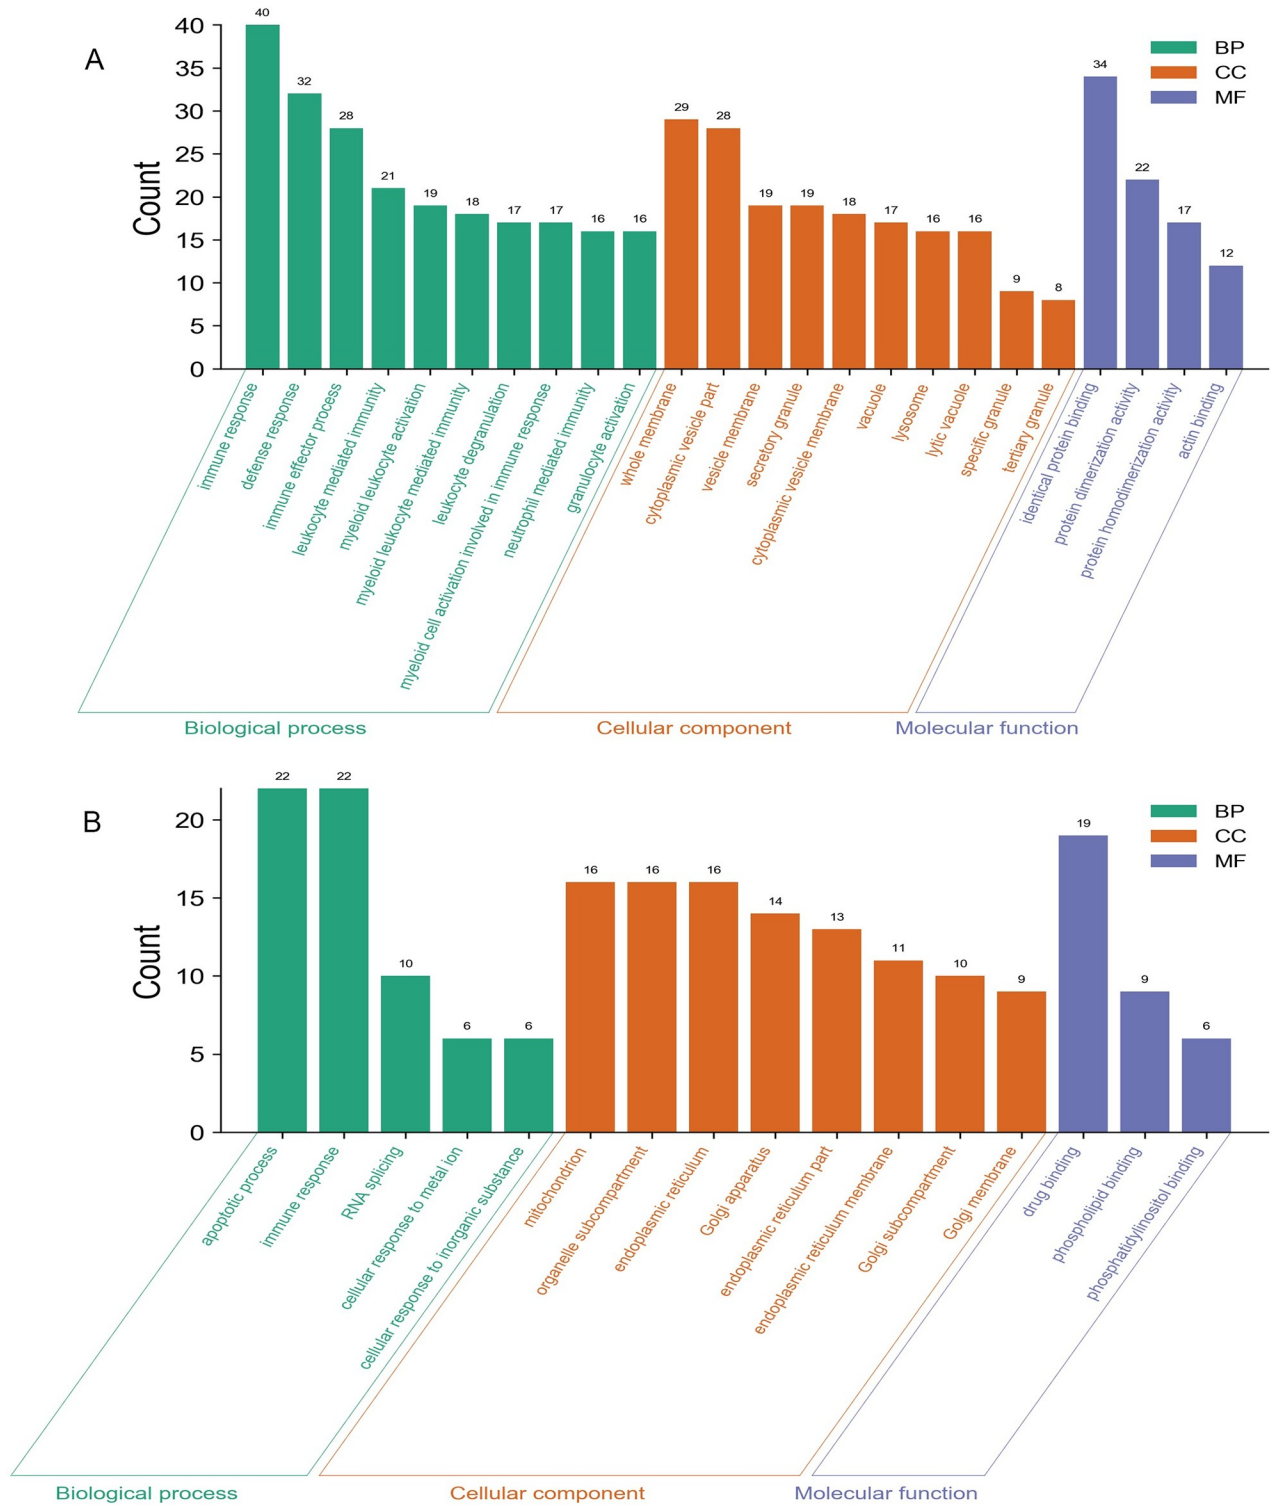 A
Count
40
35
30
25
20
15
10
5
0
40
32
28
21
19
18
17
17
16
16
29
28
19
19
18
17
16
16
9
8
34
22
17
12
BP
CC
MF
immune response
defense response
immune effector process
leukocyte mediated immunity
myeloid leukocyte activation
myeloid leukocyte mediated immunity
leukocyte degranulation
myeloid cell activation involved in immune response
neutrophil mediated immunity
granulocyte activation
whole membrane
cytoplasmic vesicle part
vesicle membrane
secretory granule
cytoplasmic vesicle membrane
vacuole
lysosome
lytic vacuole
specific granule
tertiary granule
identical protein binding
protein dimerization activity
protein homodimerization activity
actin binding
Biological process
Cellular component
Molecular function
B
Count
20
15
10
5
0
22
22
10
6
6
16
16
16
14
13
11
10
9
19
9
6
BP
CC
MF
apoptotic process
immune response
RNA splicing
cellular response to metal ion
cellular response to inorganic substance
mitochondrion
organelle subcompartment
endoplasmic reticulum
Golgi apparatus
endoplasmic reticulum part
endoplasmic reticulum membrane
Golgi subcompartment
Golgi membrane
drug binding
phospholipid binding
phosphatidylinositol binding
Biological process
Cellular component
Molecular function